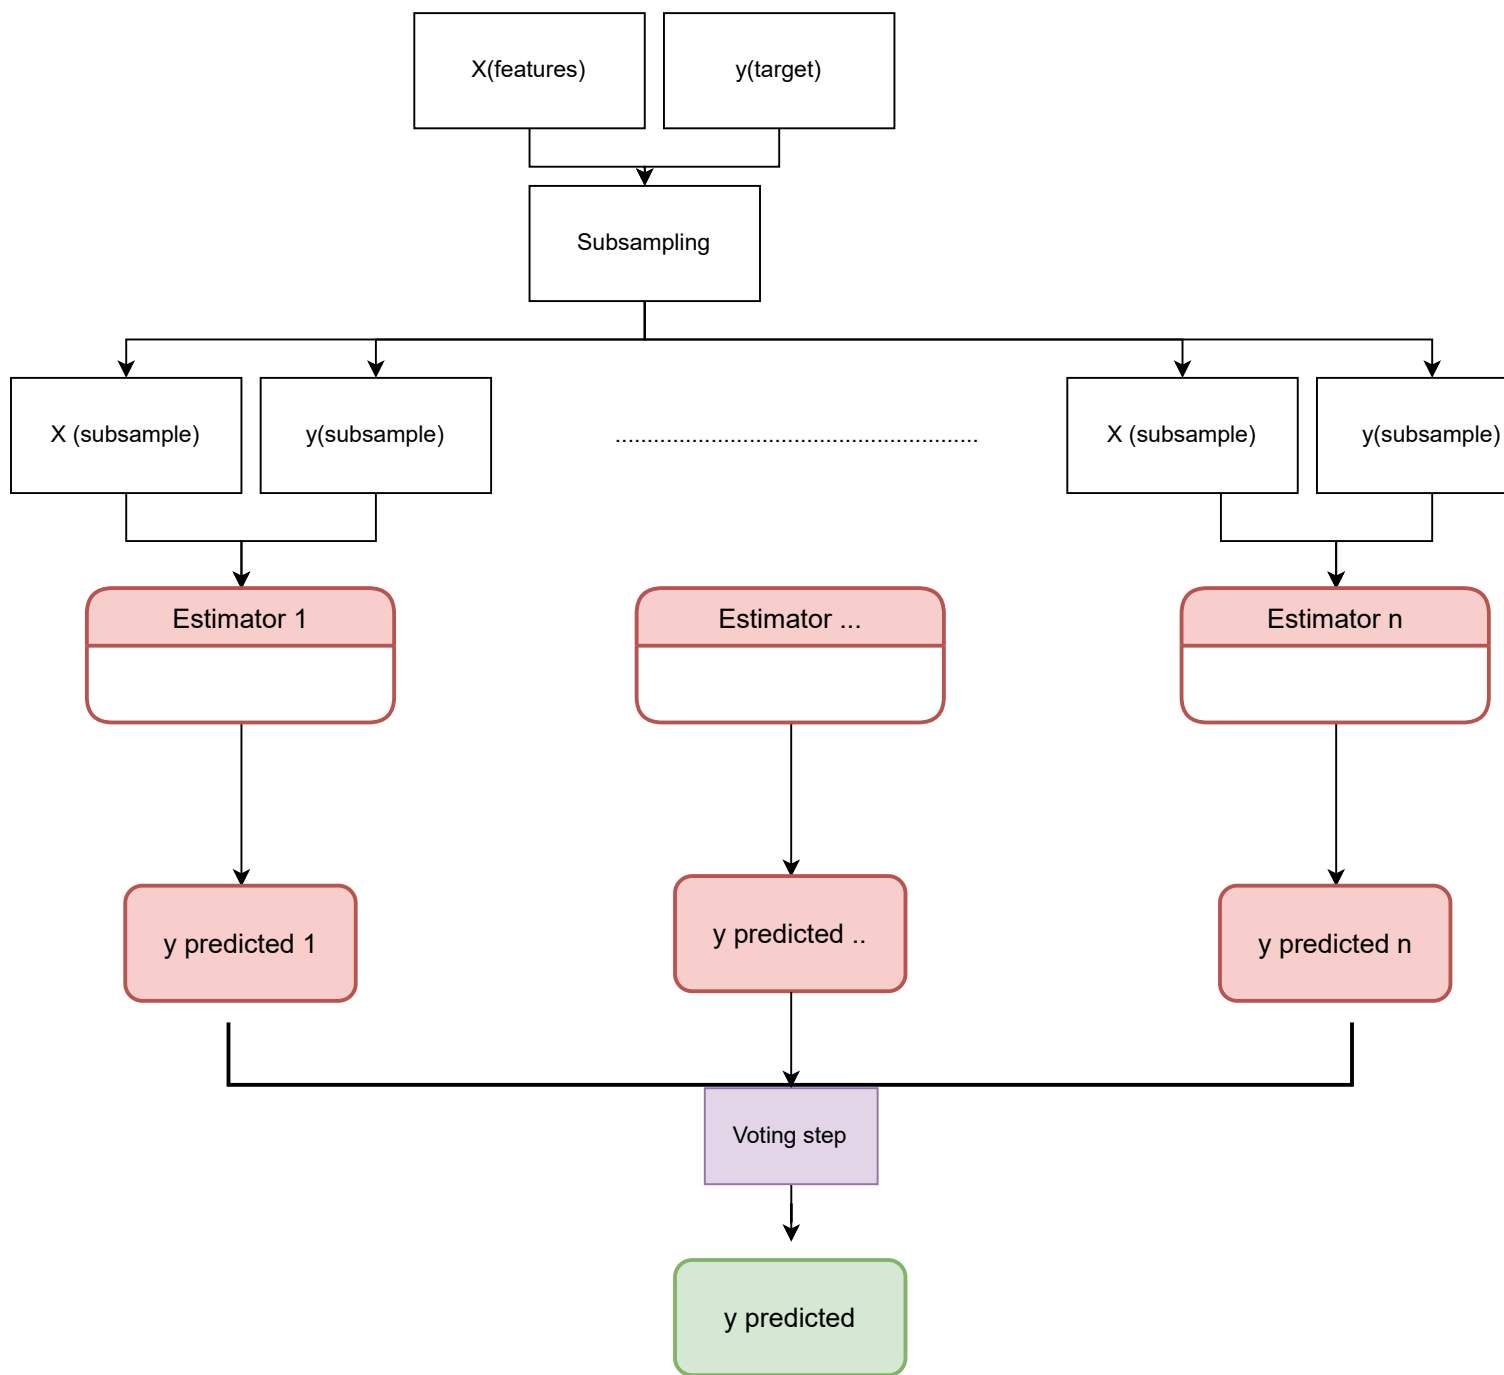 X(features)
y(target)
Subsampling
X (subsample)
y(subsample)
.........................................................
X (subsample)
y(subsample)
Estimator 1
Estimator ...
Estimator n
y predicted 1
y predicted ..
y predicted n
Voting step
y predicted